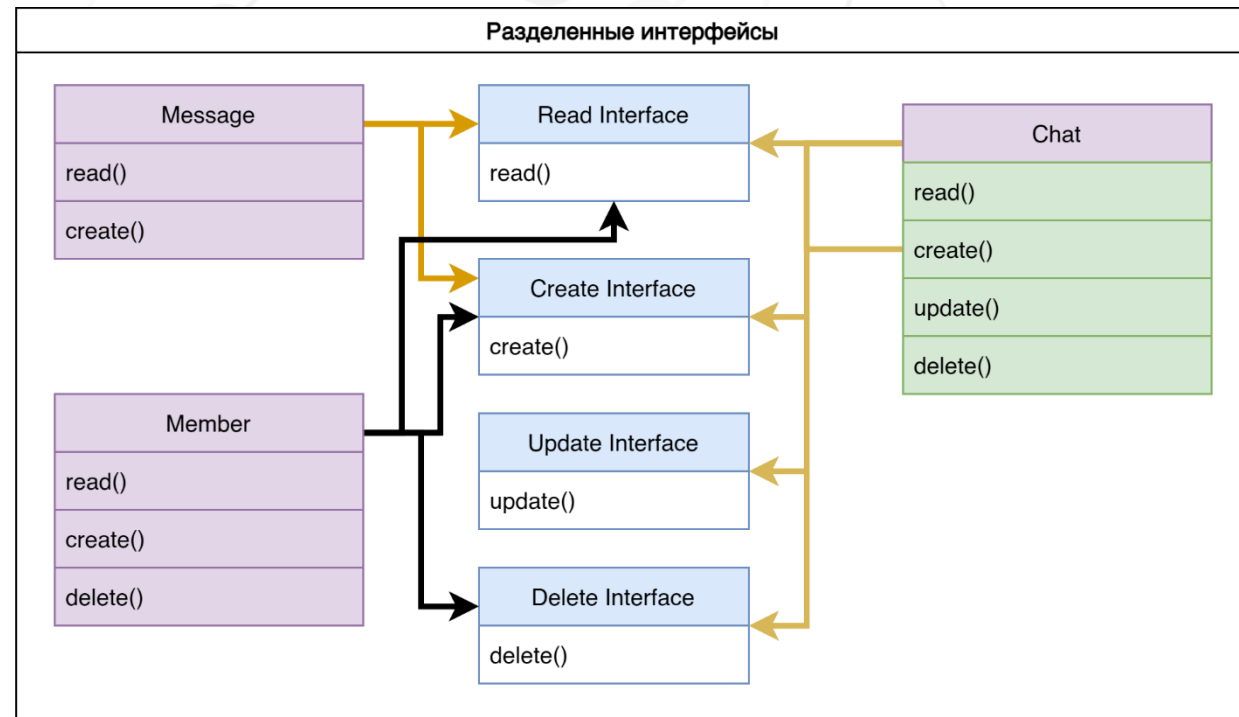 Разделенные интерфейсы
Message
read()
create()
Member
read()
create()
delete()
Read Interface
read()
Create Interface
create()
Update Interface
update()
Delete Interface
delete()
Chat
read()
create()
update()
delete()